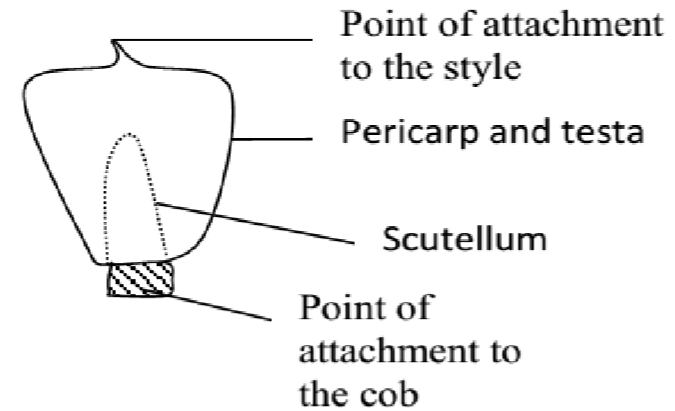 Point of attachment
to the style
Pericarp and testa
Scutellum
Point of
attachment to
the cob